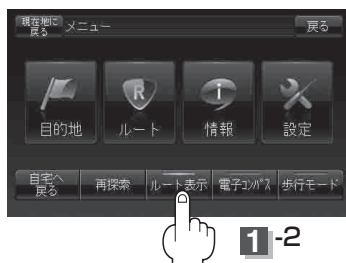 現在地に
戻る
メニュー
戻る
目的地
R
ルート
i
情報
設定
自宅へ
戻る
再探索
ルート表示
電子コンパス
歩行モード
1-2